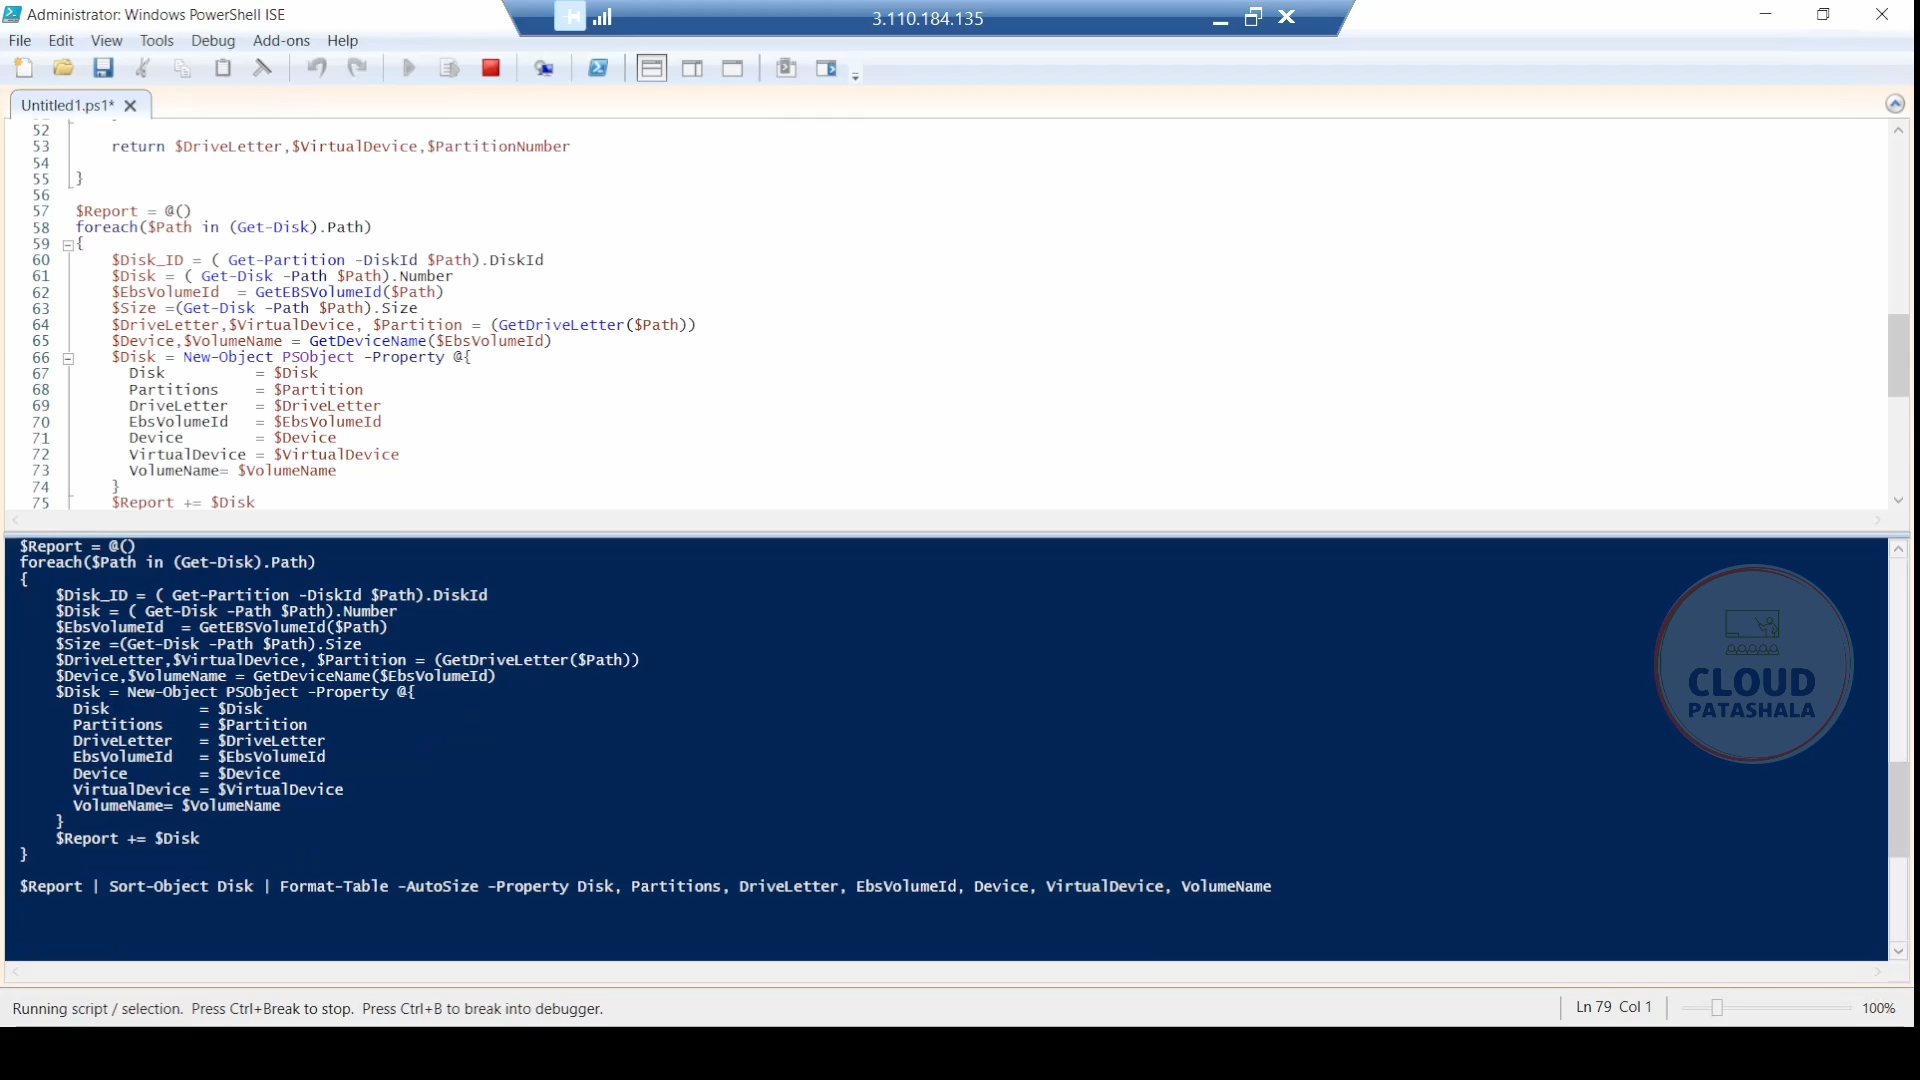 Administrator: Windows PowerShell ISE
3.110.184.135
File Edit View Tools Debug Add-ons Help
Untitled1.ps1*
52
53 return $DriveLetter,$VirtualDevice,$PartitionNumber
54
55 }
56
57 $Report = @()
58 foreach($Path in (Get-Disk).Path)
59 {
60 $Disk_ID = ( Get-Partition -DiskId $Path).DiskId
61 $Disk = ( Get-Disk -Path $Path).Number
62 $EbsVolumeId  = GetEBSVolumeId($Path)
63 $Size =(Get-Disk -Path $Path).Size
64 $DriveLetter,$VirtualDevice, $Partition = (GetDriveLetter($Path))
65 $Device,$VolumeName = GetDeviceName($EbsVolumeId)
66 $Disk = New-Object PSObject -Property @{
67 Disk          = $Disk
68 Partitions    = $Partition
69 DriveLetter   = $DriveLetter
70 EbsVolumeId   = $EbsVolumeId
71 Device        = $Device
72 VirtualDevice = $VirtualDevice
73 VolumeName= $VolumeName
74 }
75 $Report += $Disk
$Report = @()
foreach($Path in (Get-Disk).Path)
{
$Disk_ID = ( Get-Partition -DiskId $Path).DiskId
$Disk = ( Get-Disk -Path $Path).Number
$EbsVolumeId  = GetEBSVolumeId($Path)
$Size =(Get-Disk -Path $Path).Size
$DriveLetter,$VirtualDevice, $Partition = (GetDriveLetter($Path))
$Device,$VolumeName = GetDeviceName($EbsVolumeId)
$Disk = New-Object PSObject -Property @{
Disk          = $Disk
Partitions    = $Partition
DriveLetter   = $DriveLetter
EbsVolumeId   = $EbsVolumeId
Device        = $Device
VirtualDevice = $VirtualDevice
VolumeName= $VolumeName
}
$Report += $Disk
}
$Report | Sort-Object Disk | Format-Table -AutoSize -Property Disk, Partitions, DriveLetter, EbsVolumeId, Device, VirtualDevice, VolumeName
CLOUD
PATASHALA
Running script / selection. Press Ctrl+Break to stop. Press Ctrl+B to break into debugger.
Ln 79 Col 1
100%